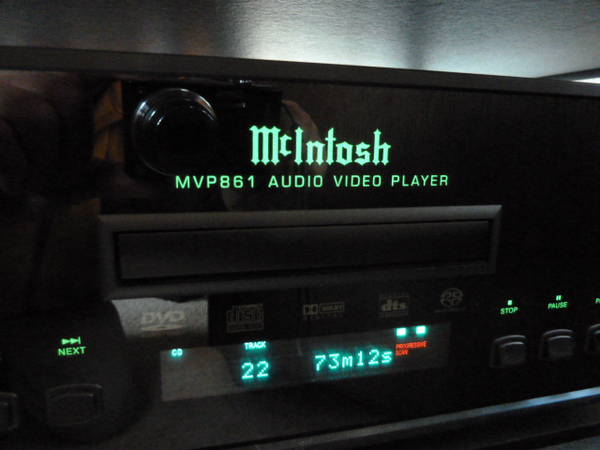 McIntosh
MVP861 AUDIO VIDEO PLAYER
DVD
dts
STOP
PAUSE
NEXT
CD
TRACK
22
73m12s
PROGRESSIVE
SCAN